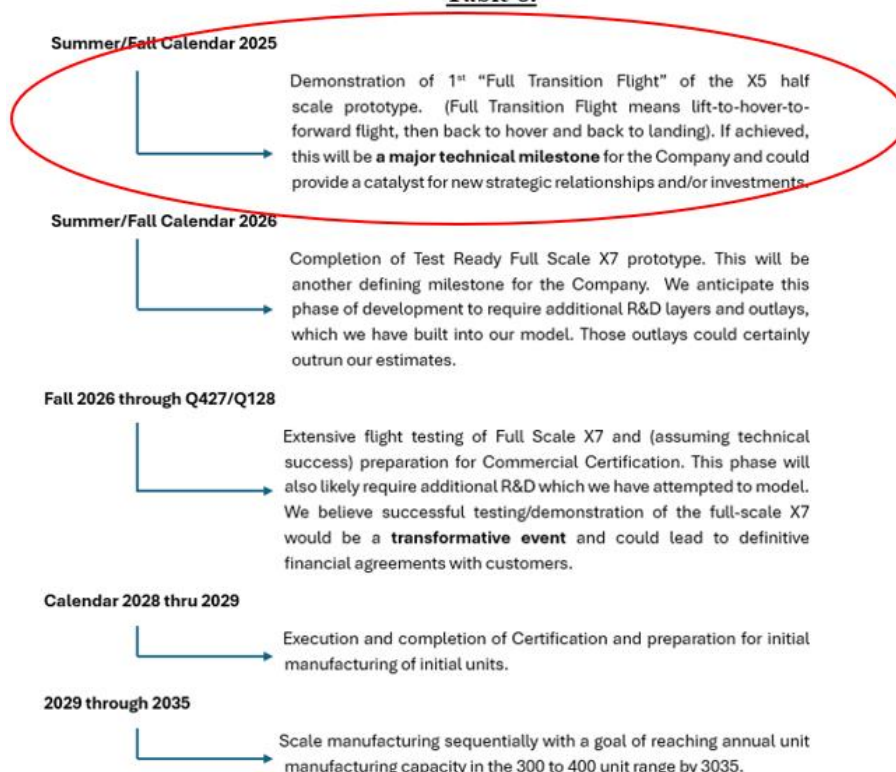 Summer/Fall Calendar 2025
Demonstration of 1st “Full Transition Flight” of the X5 half
scale prototype. (Full Transition Flight means lift-to-hover-to-
forward flight, then back to hover and back to landing). If achieved,
this will be a major technical milestone for the Company and could
provide a catalyst for new strategic relationships and/or investments.
Summer/Fall Calendar 2026
Completion of Test Ready Full Scale X7 prototype. This will be
another defining milestone for the Company. We anticipate this
phase of development to require additional R&D layers and outlays,
which we have built into our model. Those outlays could certainly
outrun our estimates.
Fall 2026 through Q427/Q128
Extensive flight testing of Full Scale X7 and (assuming technical
success) preparation for Commercial Certification. This phase will
also likely require additional R&D which we have attempted to model.
We believe successful testing/demonstration of the full-scale X7
would be a transformative event and could lead to definitive
financial agreements with customers.
Calendar 2028 thru 2029
Execution and completion of Certification and preparation for initial
manufacturing of initial units.
2029 through 2035
Scale manufacturing sequentially with a goal of reaching annual unit
manufacturing capacity in the 300 to 400 unit range by 3035.